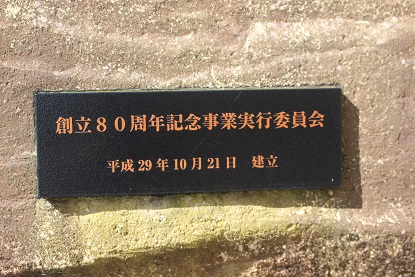 創立８０周年記念事業実行委員会
平成 29 年 10 月 21 日　建立